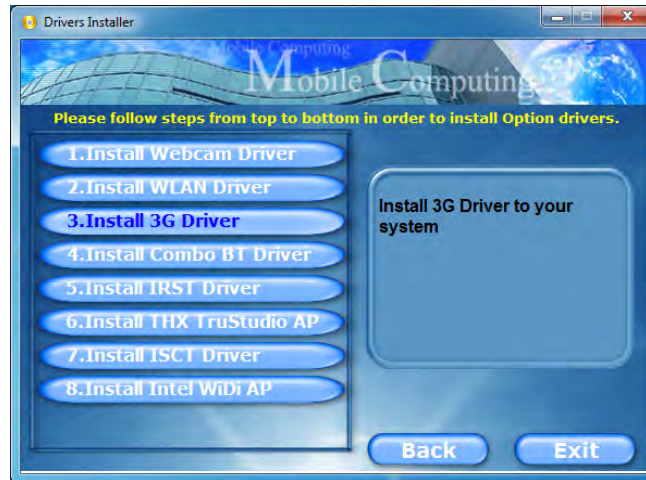 Drivers Installer
Mobile Computing
Mobile Computing
Please follow steps from top to bottom in order to install Option drivers.
1.Install Webcam Driver
2.Install WLAN Driver
3.Install 3G Driver
4.Install Combo BT Driver
5.Install IRST Driver
6.Install THX TruStudio AP
7.Install ISCT Driver
8.Install Intel WiDi AP
Install 3G Driver to your
system
Back
Exit